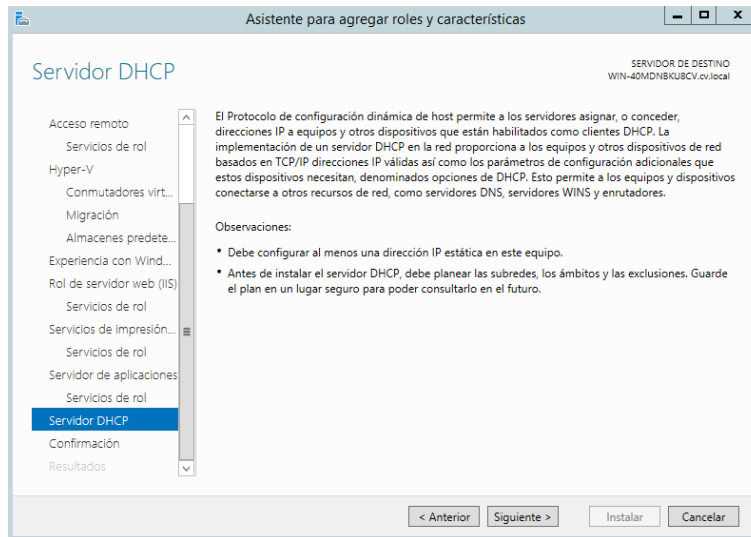 Asistente para agregar roles y características
Servidor DHCP
SERVIDOR DE DESTINO
WIN-40MDNBKU8CV.cv.local
Acceso remoto
Servicios de rol
Hyper-V
Conmutadores virt...
Migración
Almacenes predete...
Experiencia con Wind...
Rol de servidor web (IIS)
Servicios de rol
Servicios de impresión...
Servicios de rol
Servidor de aplicaciones
Servicios de rol
Servidor DHCP
Confirmación
Resultados
El Protocolo de configuración dinámica de host permite a los servidores asignar, o conceder,
direcciones IP a equipos y otros dispositivos que están habilitados como clientes DHCP. La
implementación de un servidor DHCP en la red proporciona a los equipos y otros dispositivos de red
basados en TCP/IP direcciones IP válidas así como los parámetros de configuración adicionales que
estos dispositivos necesitan, denominados opciones de DHCP. Esto permite a los equipos y dispositivos
conectarse a otros recursos de red, como servidores DNS, servidores WINS y enrutadores.
Observaciones:
• Debe configurar al menos una dirección IP estática en este equipo.
• Antes de instalar el servidor DHCP, debe planear las subredes, los ámbitos y las exclusiones. Guarde
el plan en un lugar seguro para poder consultarlo en el futuro.
< Anterior
Siguiente >
Instalar
Cancelar